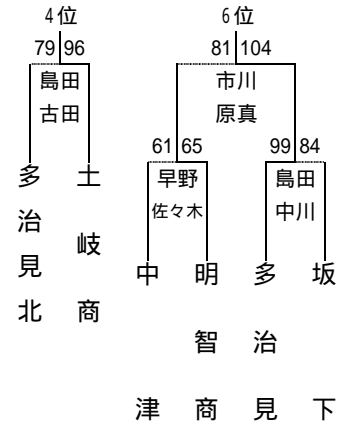 4位
79 96
島田
古田
多治見北
土岐商
6位
81 104
市川
原真
61 65
早野
佐々木
99 84
島田
中川
中津
明智商
多治見
坂下